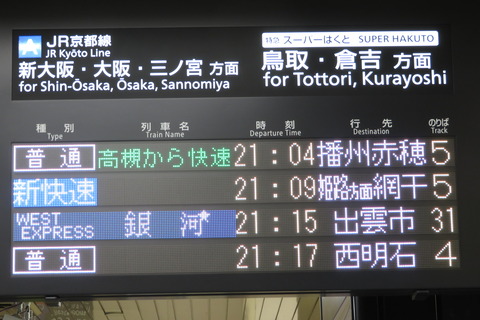 JR京都線
JR Kyōto Line
新大阪・大阪・三ノ宮 方面
for Shin-Ōsaka, Ōsaka, Sannomiya
特急 スーパーはくと SUPER HAKUTO
鳥取・倉吉 方面
for Tottori, Kurayoshi
種別 列車名 時刻 行先 のりば
Type Train Name Departure Time Destination Track
普通 高槻から快速 21:04 播州赤穂 5
新快速 21:09 姫路方面網干 5
WEST EXPRESS 銀河 21:15 出雲市 31
普通 21:17 西明石 4